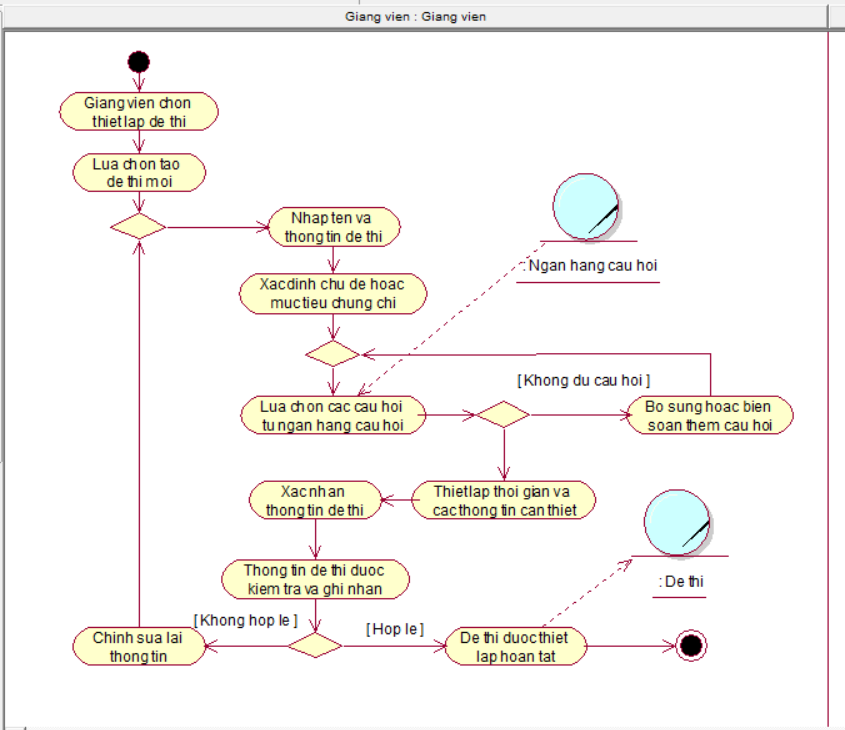 Giang vien : Giang vien
Giang vien chon
thiet lap de thi
Lua chon tao
de thi moi
Nhap ten va
thong tin de thi
Xac dinh chu de hoac
muc tieu chung chi
: Ngan hang cau hoi
[ Khong du cau hoi ]
Lua chon cac cau hoi
tu ngan hang cau hoi
Bo sung hoac bien
soan them cau hoi
Xac nhan
thong tin de thi
Thiet lap thoi gian va
cac thong tin can thiet
Thong tin de thi duoc
kiem tra va ghi nhan
: De thi
[ Khong hop le ]
[ Hop le ]
Chinh sua lai
thong tin
De thi duoc thiet
lap hoan tat